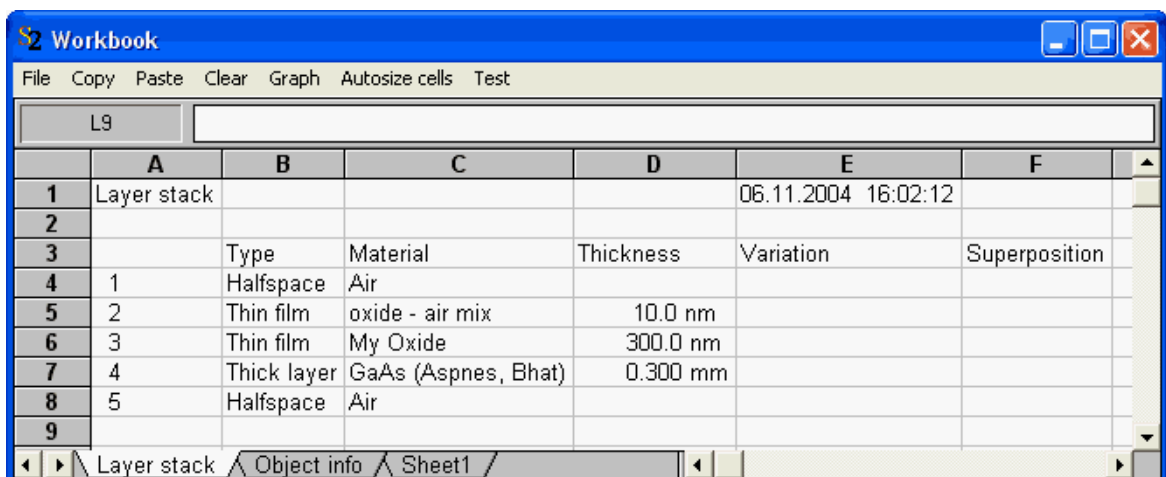 S2 Workbook
File Copy Paste Clear Graph Autosize cells Test
L9
A B C D E F
1 Layer stack 06.11.2004 16:02:12
2
3 Type Material Thickness Variation Superposition
4 1 Halfspace Air
5 2 Thin film oxide - air mix 10.0 nm
6 3 Thin film My Oxide 300.0 nm
7 4 Thick layer GaAs (Aspnes, Bhat) 0.300 mm
8 5 Halfspace Air
9
Layer stack Object info Sheet1